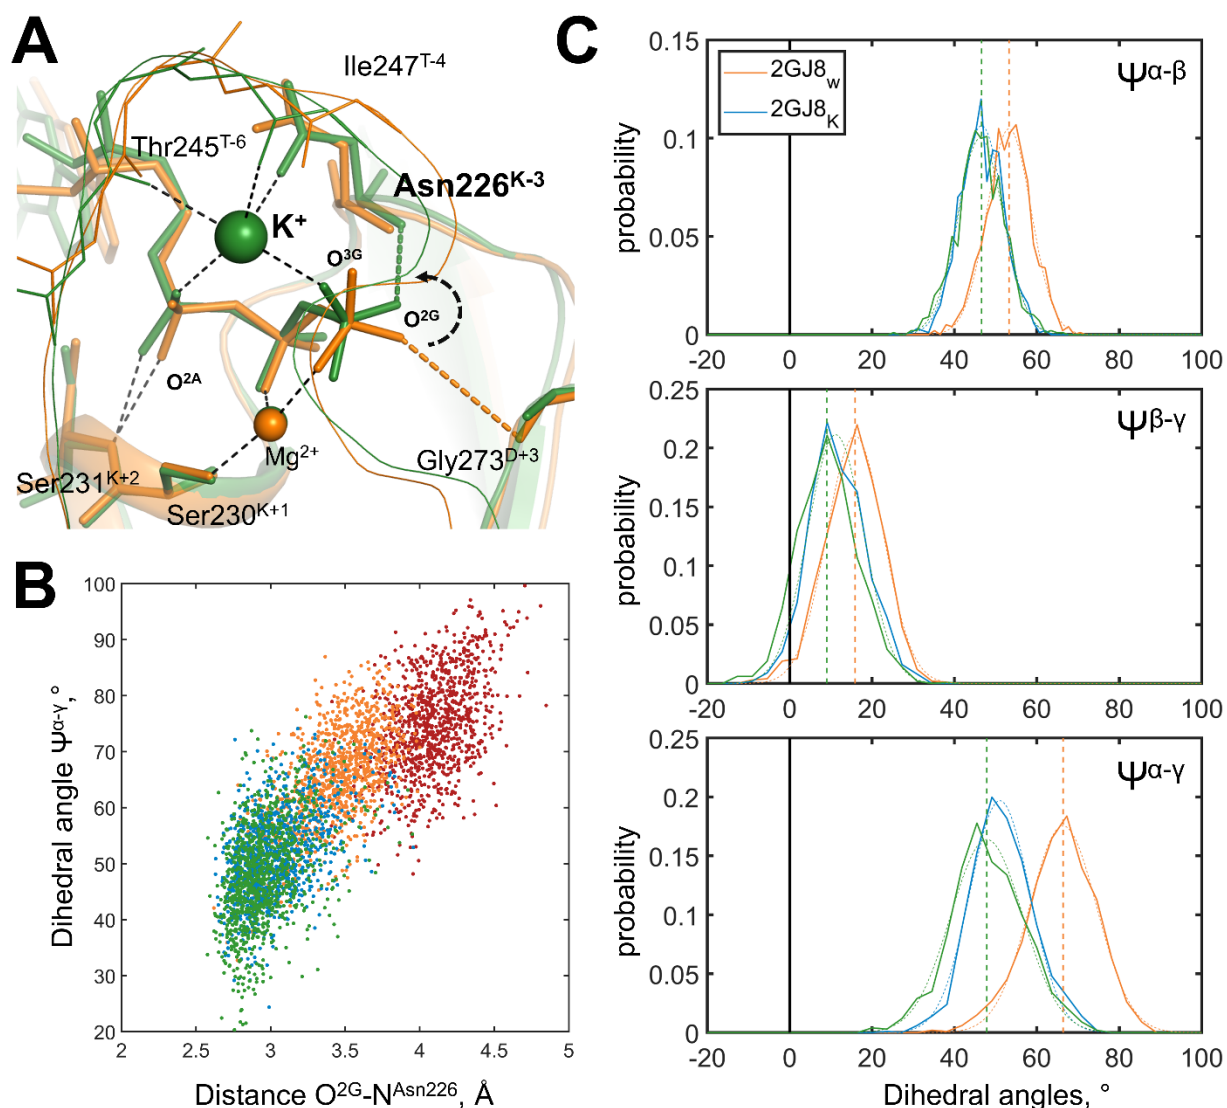 A
Ile247ᵀ⁻⁴
Thr245ᵀ⁻⁶
Asn226ᴷ⁻³
K⁺
O³ᴳ
O²ᴳ
O²ᴬ
Mg²⁺
Gly273ᴰ⁺³
Ser231ᴷ⁺²
Ser230ᴷ⁺¹
B
100
90
80
70
60
50
40
30
20
2 2.5 3 3.5 4 4.5 5
Dihedral angle Ψᵅ⁻ᵞ, °
Distance O²ᴳ-Nᴬˢⁿ²²⁶, Å
C
0.15
0.1
0.05
0
probability
2GJ8w
2GJ8K
Ψα-β
-20 0 20 40 60 80 100
0.25
0.2
0.15
0.1
0.05
0
probability
Ψβ-γ
-20 0 20 40 60 80 100
0.25
0.2
0.15
0.1
0.05
0
probability
Ψα-γ
-20 0 20 40 60 80 100
Dihedral angles, °